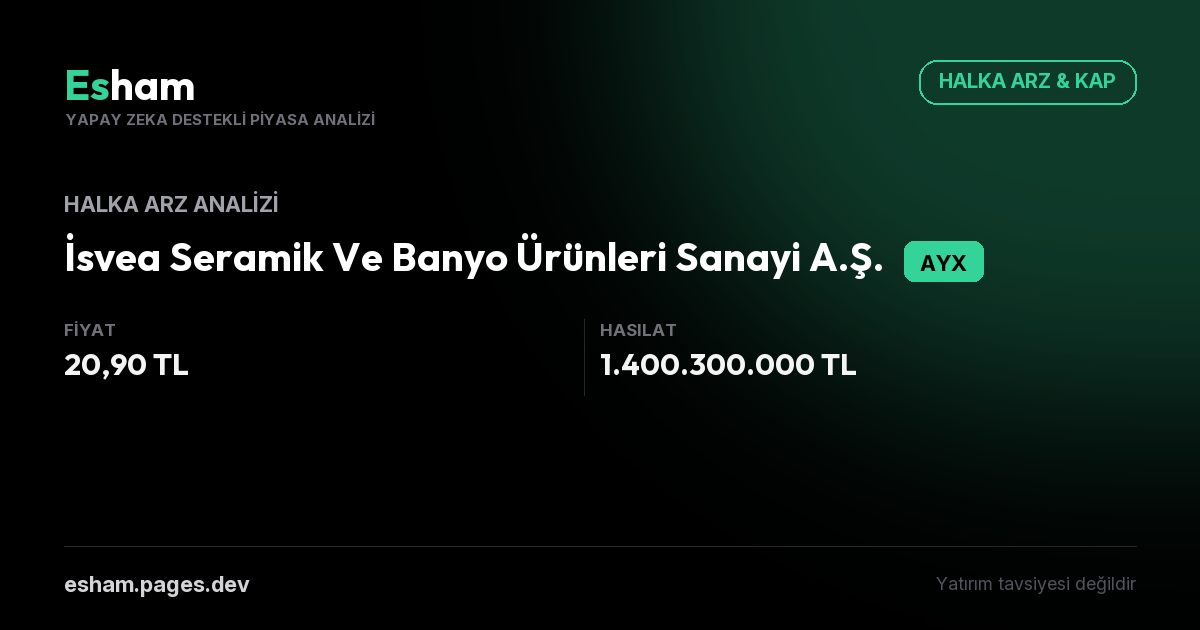 Esham
HALKA ARZ & KAP
YAPAY ZEKA DESTEKLİ PİYASA ANALİZİ
HALKA ARZ ANALİZİ
İsvea Seramik Ve Banyo Ürünleri Sanayi A.Ş. AYX
FİYAT
20,90 TL
HASILAT
1.400.300.000 TL
esham.pages.dev
Yatırım tavsiyesi değildir